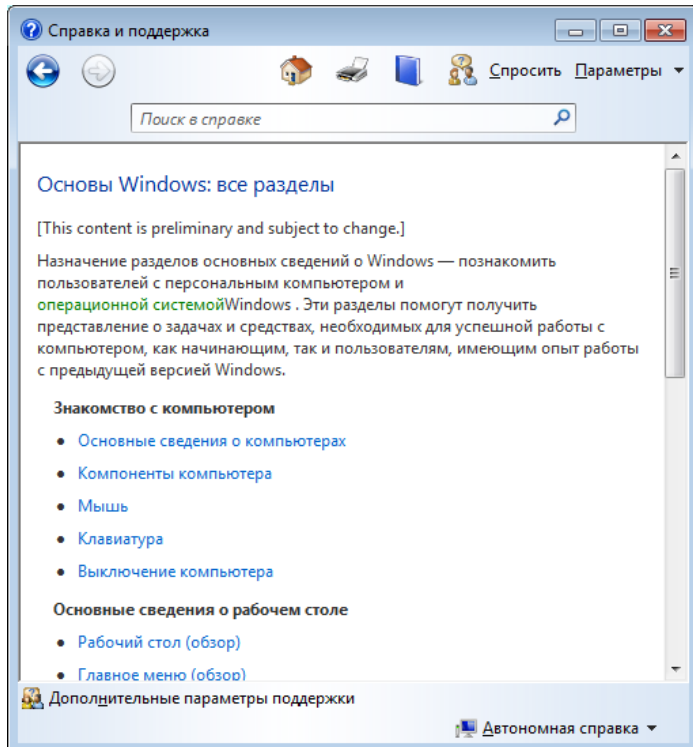 Справка и поддержка
Спросить Параметры
Поиск в справке
Основы Windows: все разделы
[This content is preliminary and subject to change.]
Назначение разделов основных сведений о Windows — познакомить
пользователей с персональным компьютером и
операционной системойWindows . Эти разделы помогут получить
представление о задачах и средствах, необходимых для успешной работы с
компьютером, как начинающим, так и пользователям, имеющим опыт работы
с предыдущей версией Windows.
Знакомство с компьютером
• Основные сведения о компьютерах
• Компоненты компьютера
• Мышь
• Клавиатура
• Выключение компьютера
Основные сведения о рабочем столе
• Рабочий стол (обзор)
• Главное меню (обзор)
Дополнительные параметры поддержки
Автономная справка